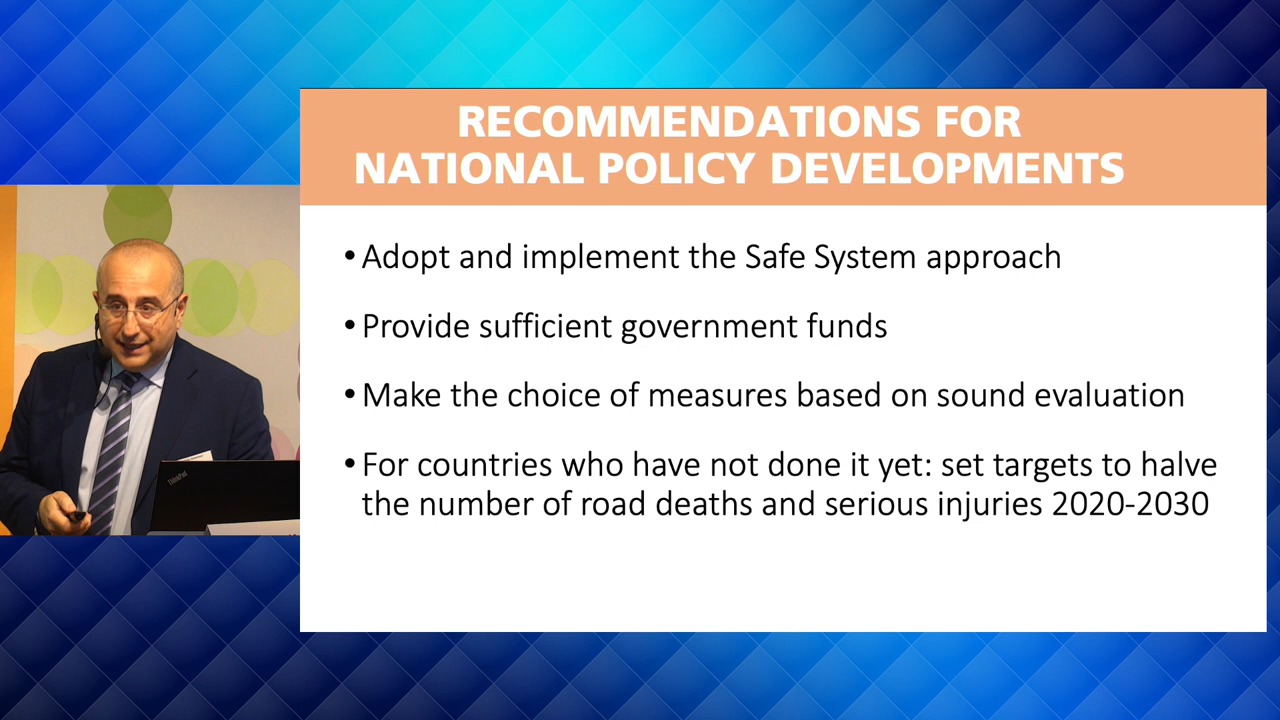 RECOMMENDATIONS FOR
NATIONAL POLICY DEVELOPMENTS
•Adopt and implement the Safe System approach
•Provide sufficient government funds
•Make the choice of measures based on sound evaluation
•For countries who have not done it yet: set targets to halve
the number of road deaths and serious injuries 2020-2030
ThinkPad